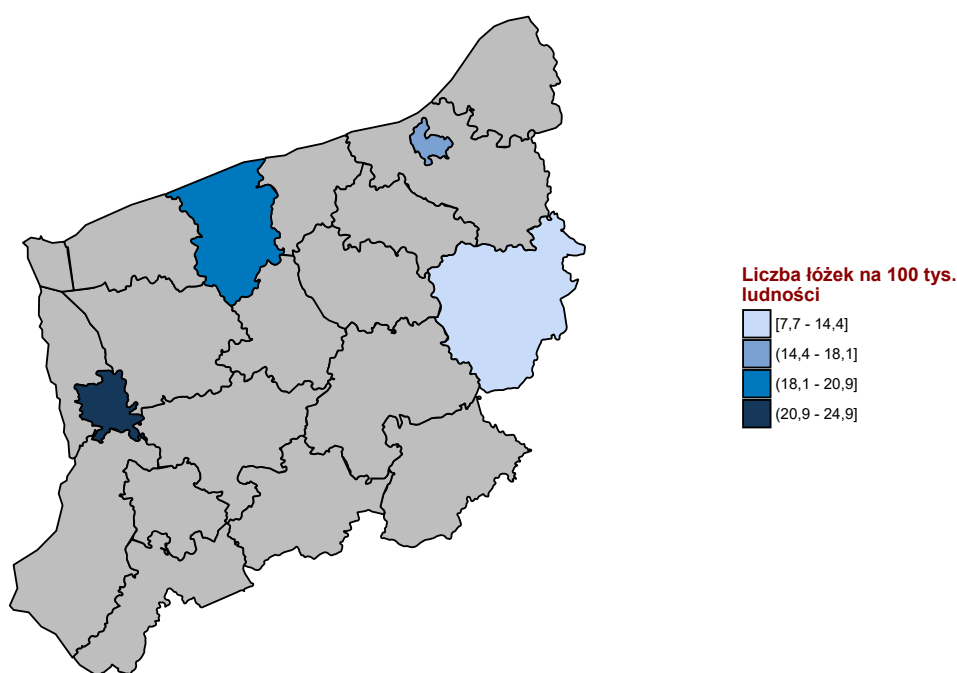 Liczba łóżek na 100 tys.
ludności
[7,7 - 14,4]
(14,4 - 18,1]
(18,1 - 20,9]
(20,9 - 24,9]